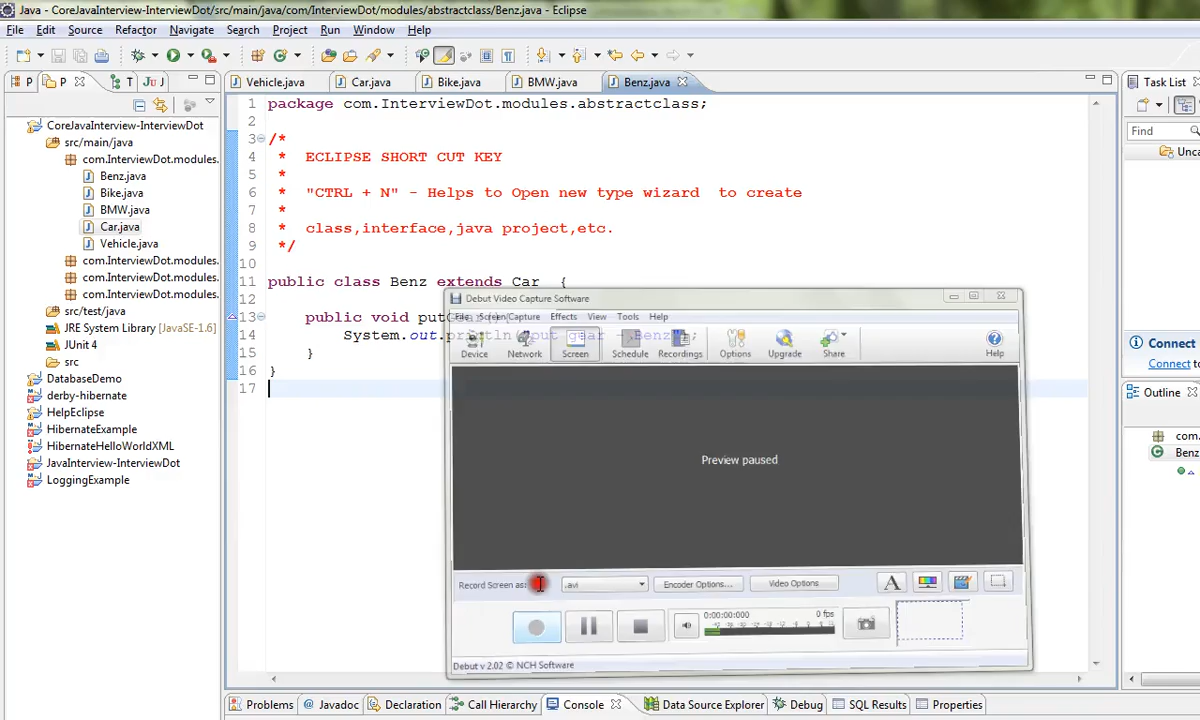 Java - CoreJavaInterview-InterviewDot/src/main/java/com/InterviewDot/modules/abstractclass/Benz.java - Eclipse
File Edit Source Refactor Navigate Search Project Run Window Help
P P T Ju J
Vehicle.java Car.java Bike.java BMW.java Benz.java
Task List
Find
Unca
CoreJavaInterview-InterviewDot
src/main/java
com.InterviewDot.modules.
Benz.java
Bike.java
BMW.java
Car.java
Vehicle.java
com.InterviewDot.modules.
com.InterviewDot.modules.
com.InterviewDot.modules.
src/test/java
JRE System Library [JavaSE-1.6]
JUnit 4
src
DatabaseDemo
derby-hibernate
HelpEclipse
HibernateExample
HibernateHelloWorldXML
JavaInterview-InterviewDot
LoggingExample
1 package com.InterviewDot.modules.abstractclass;
2
3 /*
4 * ECLIPSE SHORT CUT KEY
5 *
6 * "CTRL + N" - Helps to Open new type wizard to create
7 *
8 * class,interface,java project,etc.
9 */
10
11 public class Benz extends Car {
12
13 public void putGear() {
14 System.out.println("put gear - Benz");
15 }
16 }
17
Debut Video Capture Software
File Screen Capture Effects View Tools Help
Device Network Screen Schedule Recordings Options Upgrade Share Help
Preview paused
Record Screen as: .avi Encoder Options... Video Options
0:00:00:000 0 fps
Debut v 2.02 © NCH Software
Connect
Connect to
Outline
com.
Benz
Problems @ Javadoc Declaration Call Hierarchy Console Data Source Explorer Debug SQL Results Properties